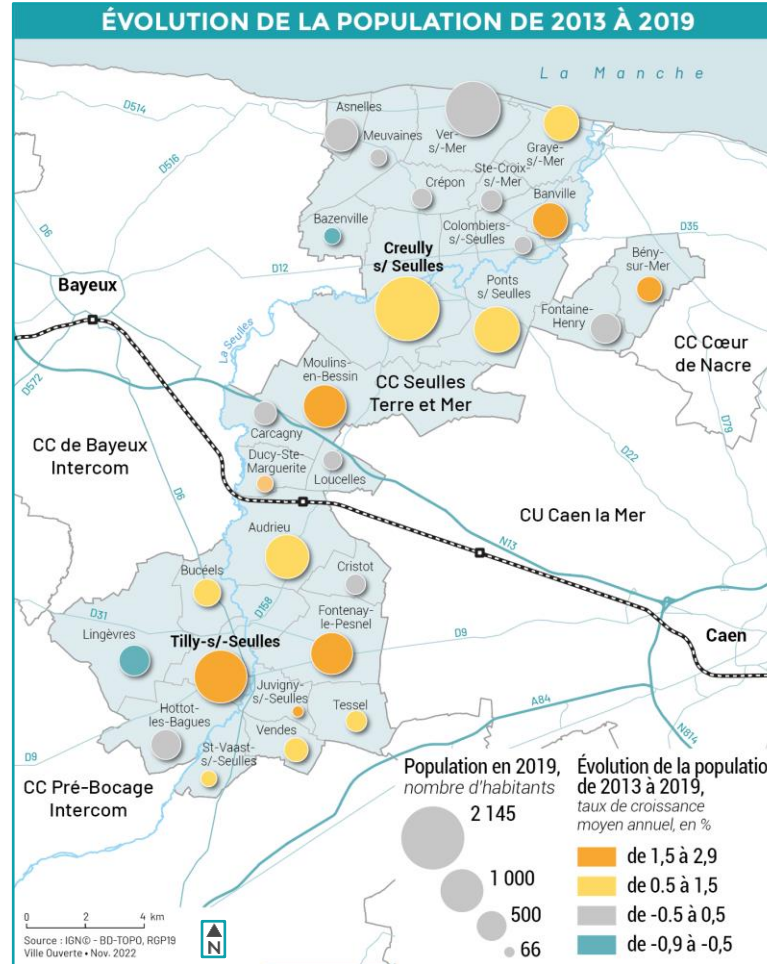 ÉVOLUTION DE LA POPULATION DE 2013 À 2019
La Manche
D514
Asnelles
Meuvaines
Ver-
s/-Mer
Graye-
s/-Mer
D516
Ste-Croix-
s/-Mer
Crépon
Banville
D6
Bazenville
Colombiers-
s/-Seulles
D35
Creully
s/ Seulles
Bény-
sur-Mer
D12
Bayeux
Ponts
s/ Seulles
Fontaine-
Henry
La Seulles
CC Cœur
de Nacre
D572
Moulins-
en-Bessin
CC Seulles
Terre et Mer
D79
Carcagny
D22
CC de Bayeux
Intercom
Ducy-Ste-
Marguerite
Loucelles
D6
CU Caen la Mer
Audrieu
N13
Cristot
Bucéels
D158
D31
Fontenay-
le-Pesnel
Lingèvres
Tilly-s/-Seulles
D9
Caen
Juvigny-
s/-Seulles
Hottot-
les-Bagues
Tessel
A84
Vendes
N814
St-Vaast-
s/-Seulles
D9
CC Pré-Bocage
Intercom
Population en 2019,
nombre d'habitants
2 145
1 000
500
66
Évolution de la populatio
de 2013 à 2019,
taux de croissance
moyen annuel, en %
de 1,5 à 2,9
de 0.5 à 1,5
de -0.5 à 0,5
de -0,9 à -0,5
0 2 4 km
Source : IGN© - BD-TOPO, RGP19
Ville Ouverte • Nov. 2022
N